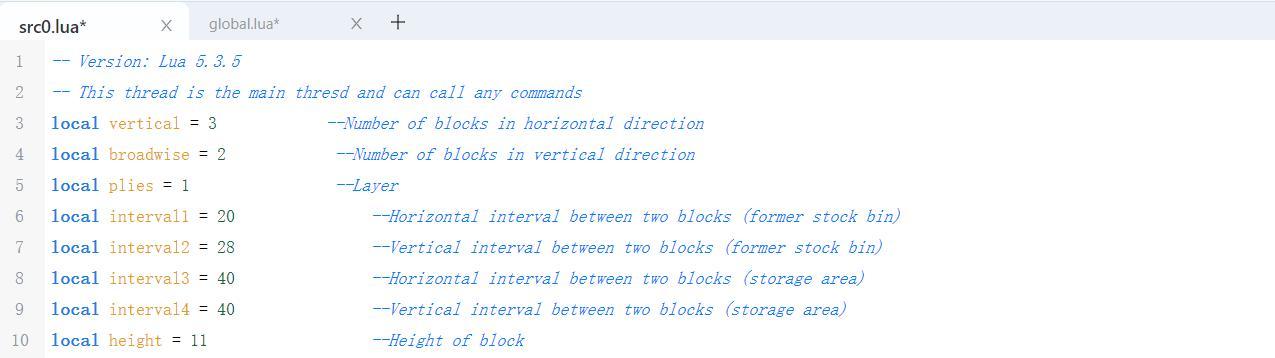 src0.lua* X global.lua* X +
1 -- Version: Lua 5.3.5
2 -- This thread is the main thresd and can call any commands
3 local vertical = 3 --Number of blocks in horizontal direction
4 local broadwise = 2 --Number of blocks in vertical direction
5 local plies = 1 --Layer
6 local interval1 = 20 --Horizontal interval between two blocks (former stock bin)
7 local interval2 = 28 --Vertical interval between two blocks (former stock bin)
8 local interval3 = 40 --Horizontal interval between two blocks (storage area)
9 local interval4 = 40 --Vertical interval between two blocks (storage area)
10 local height = 11 --Height of block